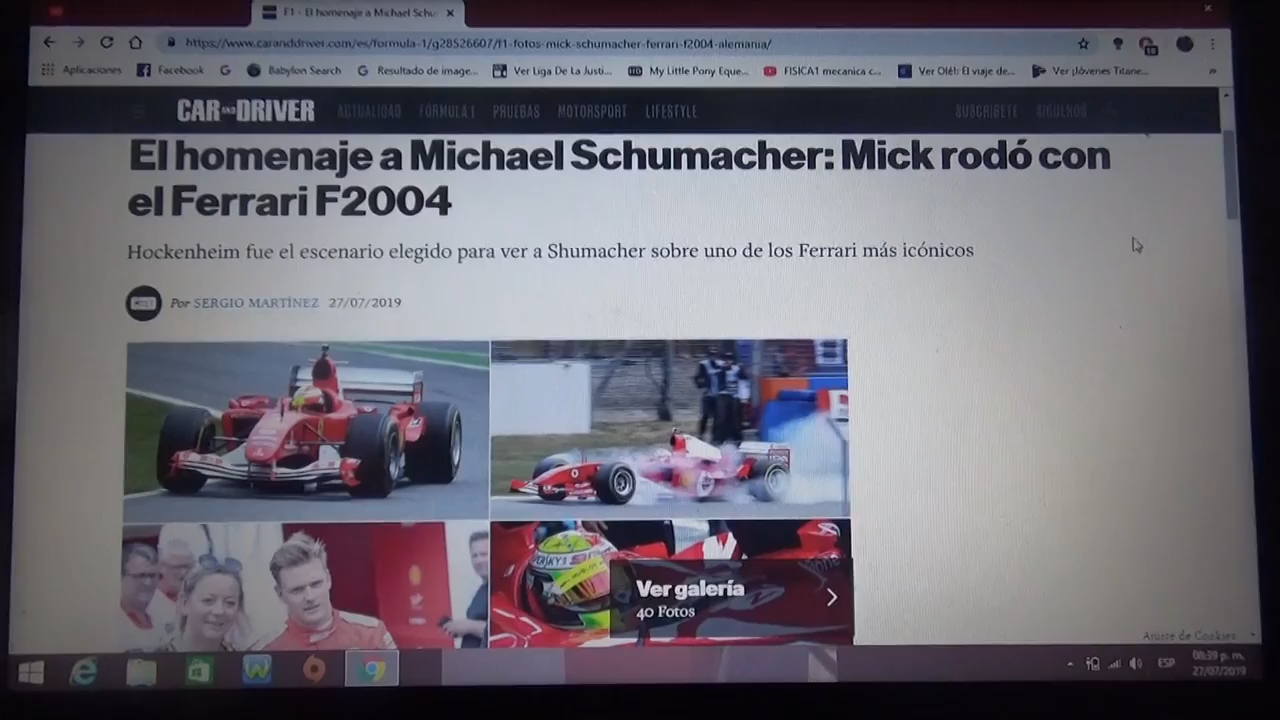 F1 - El homenaje a Michael Schu
https://www.caranddriver.com/es/formula-1/g28526607/f1-fotos-mick-schumacher-ferrari-f2004-alemania/
Aplicaciones Facebook Babylon Search Resultado de image... Ver Liga De La Justi... My Little Pony Eque... FISICA1 mecanica c... Ver Olé!: El viaje de... Ver ¡Jóvenes Titane...
CAR AND DRIVER ACTUALIDAD FÓRMULA 1 PRUEBAS MOTORSPORT LIFESTYLE SUSCRÍBETE SÍGUENOS
El homenaje a Michael Schumacher: Mick rodó con
el Ferrari F2004
Hockenheim fue el escenario elegido para ver a Shumacher sobre uno de los Ferrari más icónicos
Por SERGIO MARTÍNEZ 27/07/2019
Ver galería
40 Fotos
Ajuste de Cookies
ESP 08:39 p. m.
27/07/2019